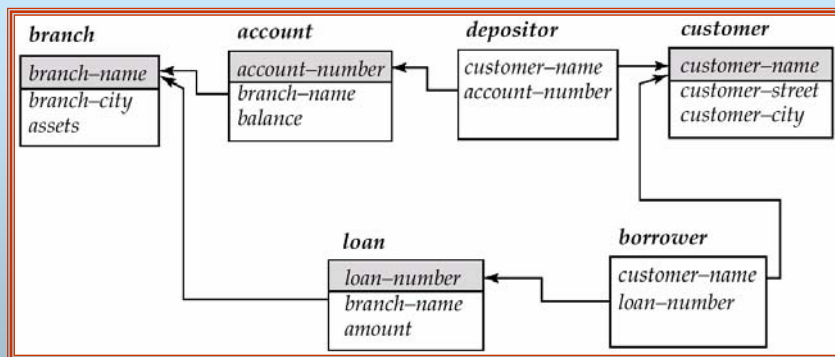 branch
branch–name
branch–city
assets
account
account–number
branch–name
balance
depositor
customer–name
account–number
customer
customer–name
customer–street
customer–city
loan
loan–number
branch–name
amount
borrower
customer–name
loan–number